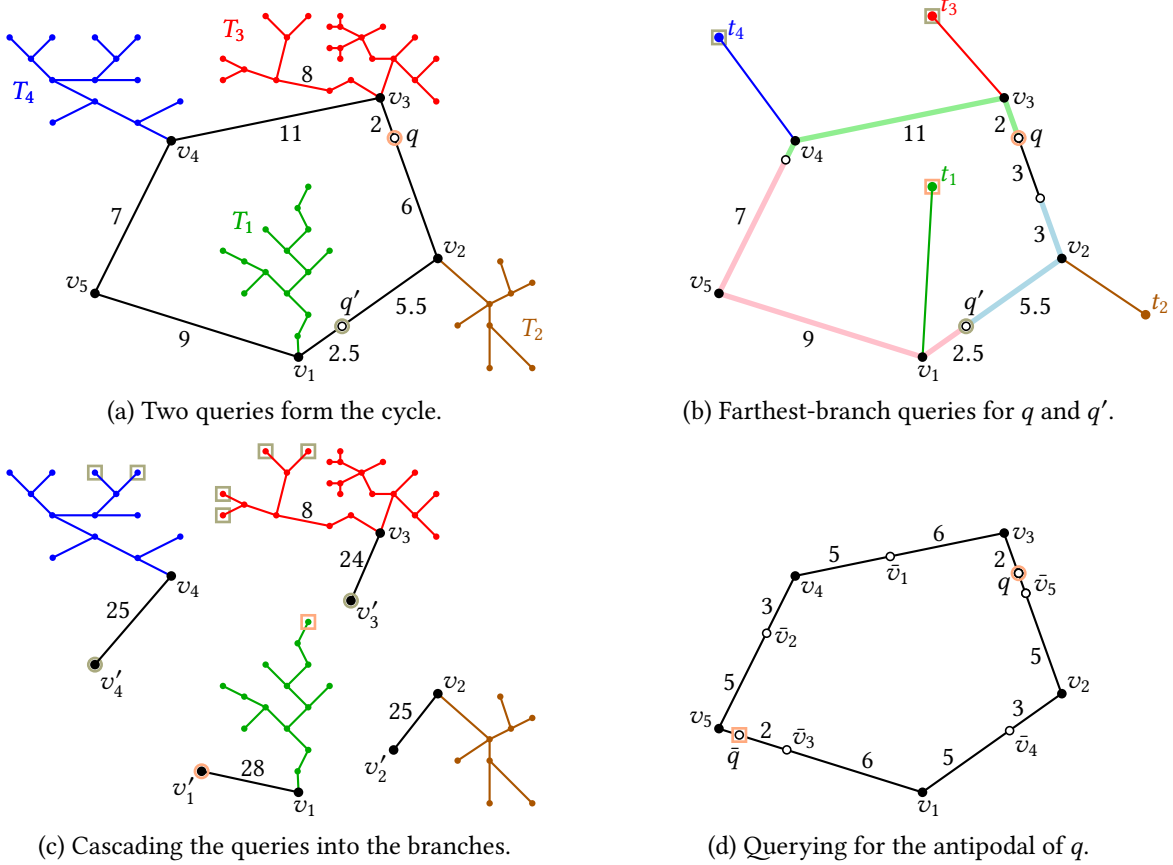 T₃
t₃
t₄
T₄
8
v₃
v₃
2
q
2
q
11
11
v₄
v₄
3
t₁
7
T₁
6
7
3
v₂
v₂
v₅
q′
5.5
v₅
q′
5.5
t₂
9
T₂
9
2.5
2.5
v₁
v₁
(a) Two queries form the cycle.
(b) Farthest-branch queries for q and q′.
8
v₃
6
v₃
24
5
2
v₄
v̄₁
q
v̄₅
25
v₄
v′₃
3
v̄₂
v′₄
v₂
5
5
v₂
25
v₅
2
v̄₃
3
v′₂
q̄
v̄₄
28
6
5
v′₁
v₁
v₁
(c) Cascading the queries into the branches.
(d) Querying for the antipodal of q.